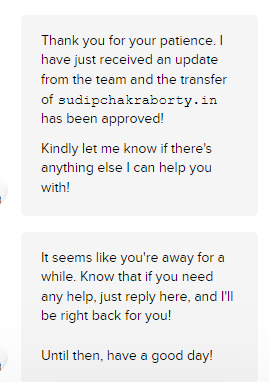 Thank you for your patience. I
have just received an update
from the team and the transfer
of sudipchakraborty.in
has been approved!
Kindly let me know if there's
anything else I can help you
with!
It seems like you're away for a
while. Know that if you need
any help, just reply here, and I'll
be right back for you!
Until then, have a good day!